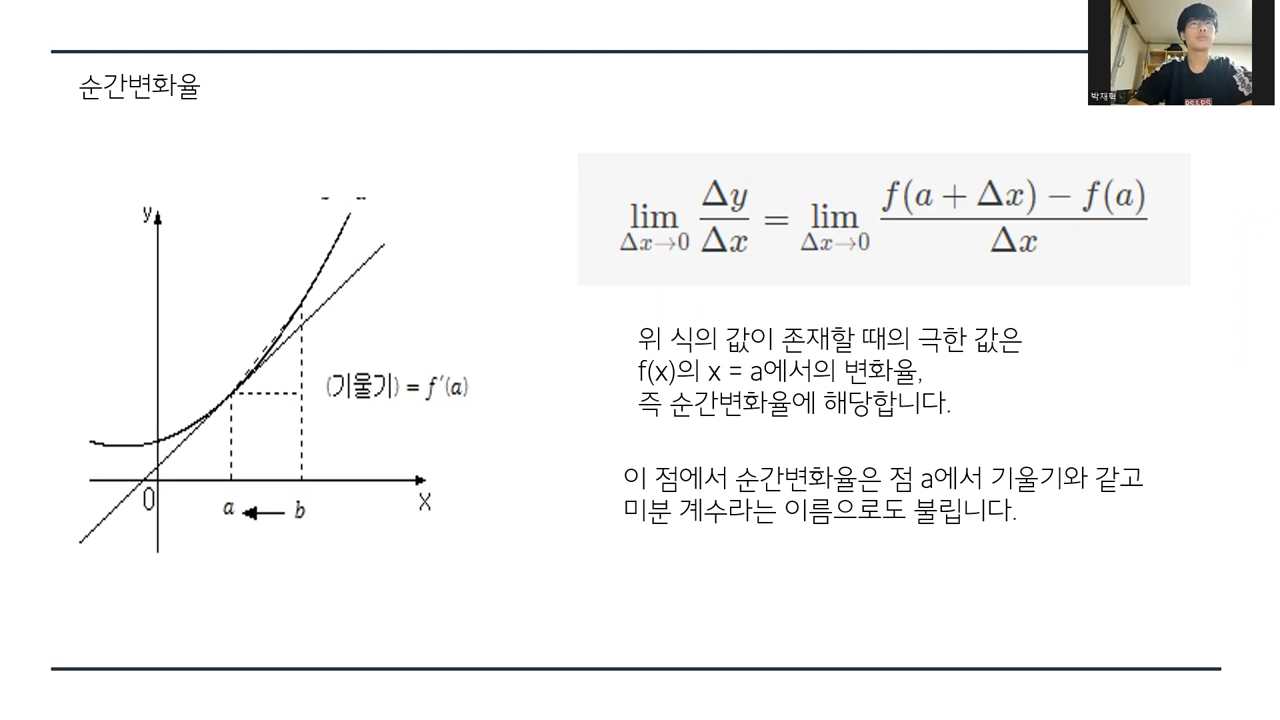 순간변화율
박재혁
y
(기울기) = f′(a)
0
a
b
X
lim Δx→0 Δy/Δx = lim Δx→0 f(a + Δx) − f(a)/Δx
위 식의 값이 존재할 때의 극한 값은
f(x)의 x = a에서의 변화율,
즉 순간변화율에 해당합니다.
이 점에서 순간변화율은 점 a에서 기울기와 같고
미분 계수라는 이름으로도 불립니다.